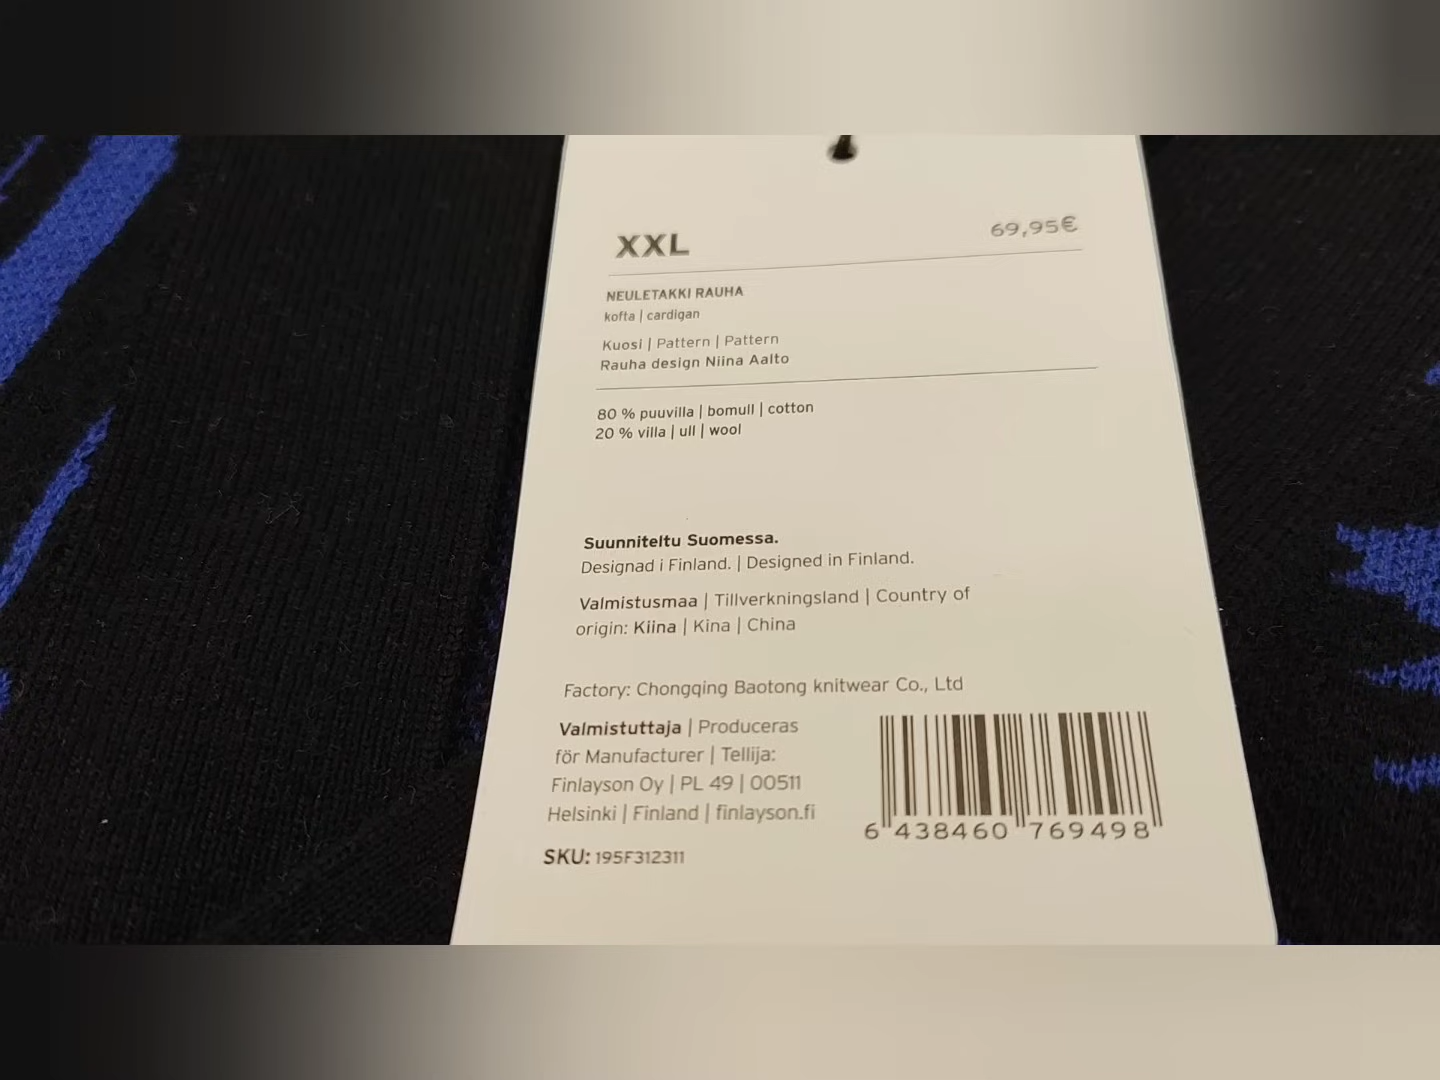 XXL
69,95€
NEULETAKKI RAUHA
kofta | cardigan
Kuosi | Pattern | Pattern
Rauha design Niina Aalto
80 % puuvilla | bomull | cotton
20 % villa | ull | wool
Suunniteltu Suomessa.
Designad i Finland. | Designed in Finland.
Valmistusmaa | Tillverkningsland | Country of
origin: Kiina | Kina | China
Factory: Chongqing Baotong knitwear Co., Ltd
Valmistuttaja | Produceras
för Manufacturer | Tellija:
Finlayson Oy | PL 49 | 00511
Helsinki | Finland | finlayson.fi
6 438460 769498
SKU: 195F312311